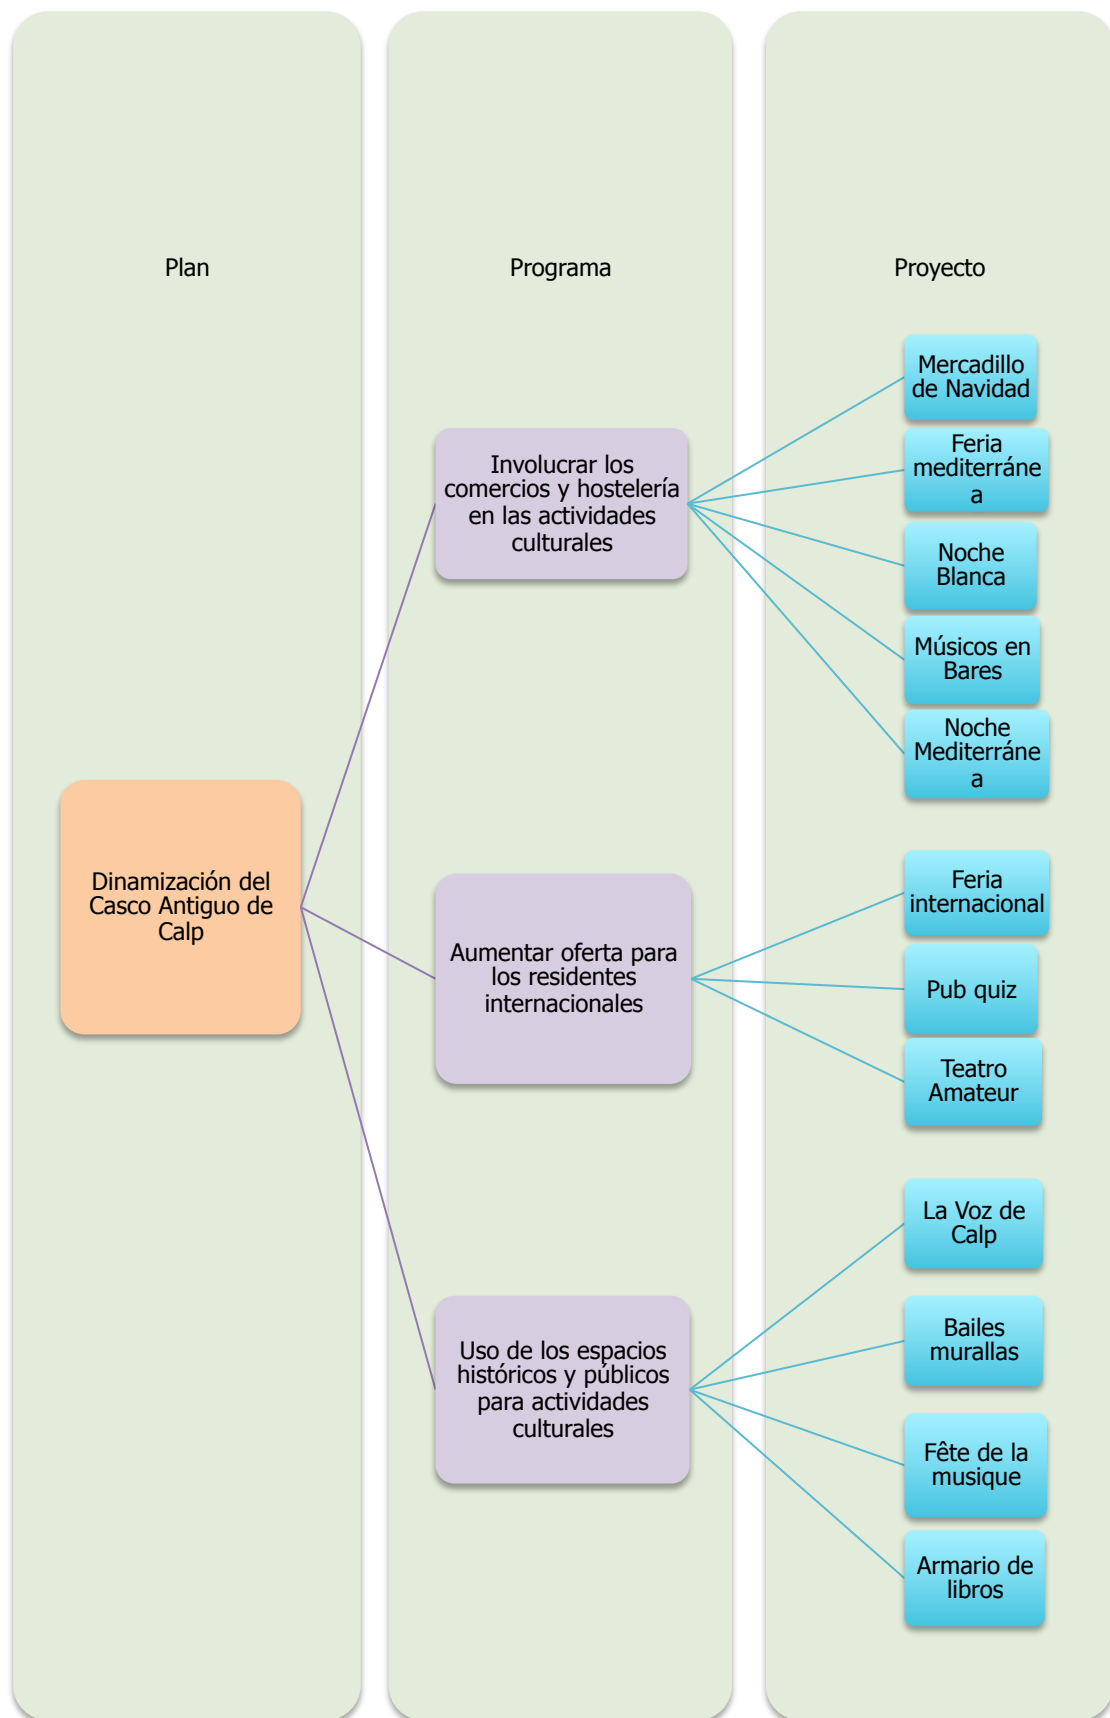 Plan
Programa
Proyecto
Dinamización del
Casco Antiguo de
Calp
Involucrar los
comercios y hostelería
en las actividades
culturales
Mercadillo
de Navidad
Feria
mediterráne
a
Noche
Blanca
Músicos en
Bares
Noche
Mediterráne
a
Aumentar oferta para
los residentes
internacionales
Feria
internacional
Pub quiz
Teatro
Amateur
Uso de los espacios
históricos y públicos
para actividades
culturales
La Voz de
Calp
Bailes
murallas
Fête de la
musique
Armario de
libros